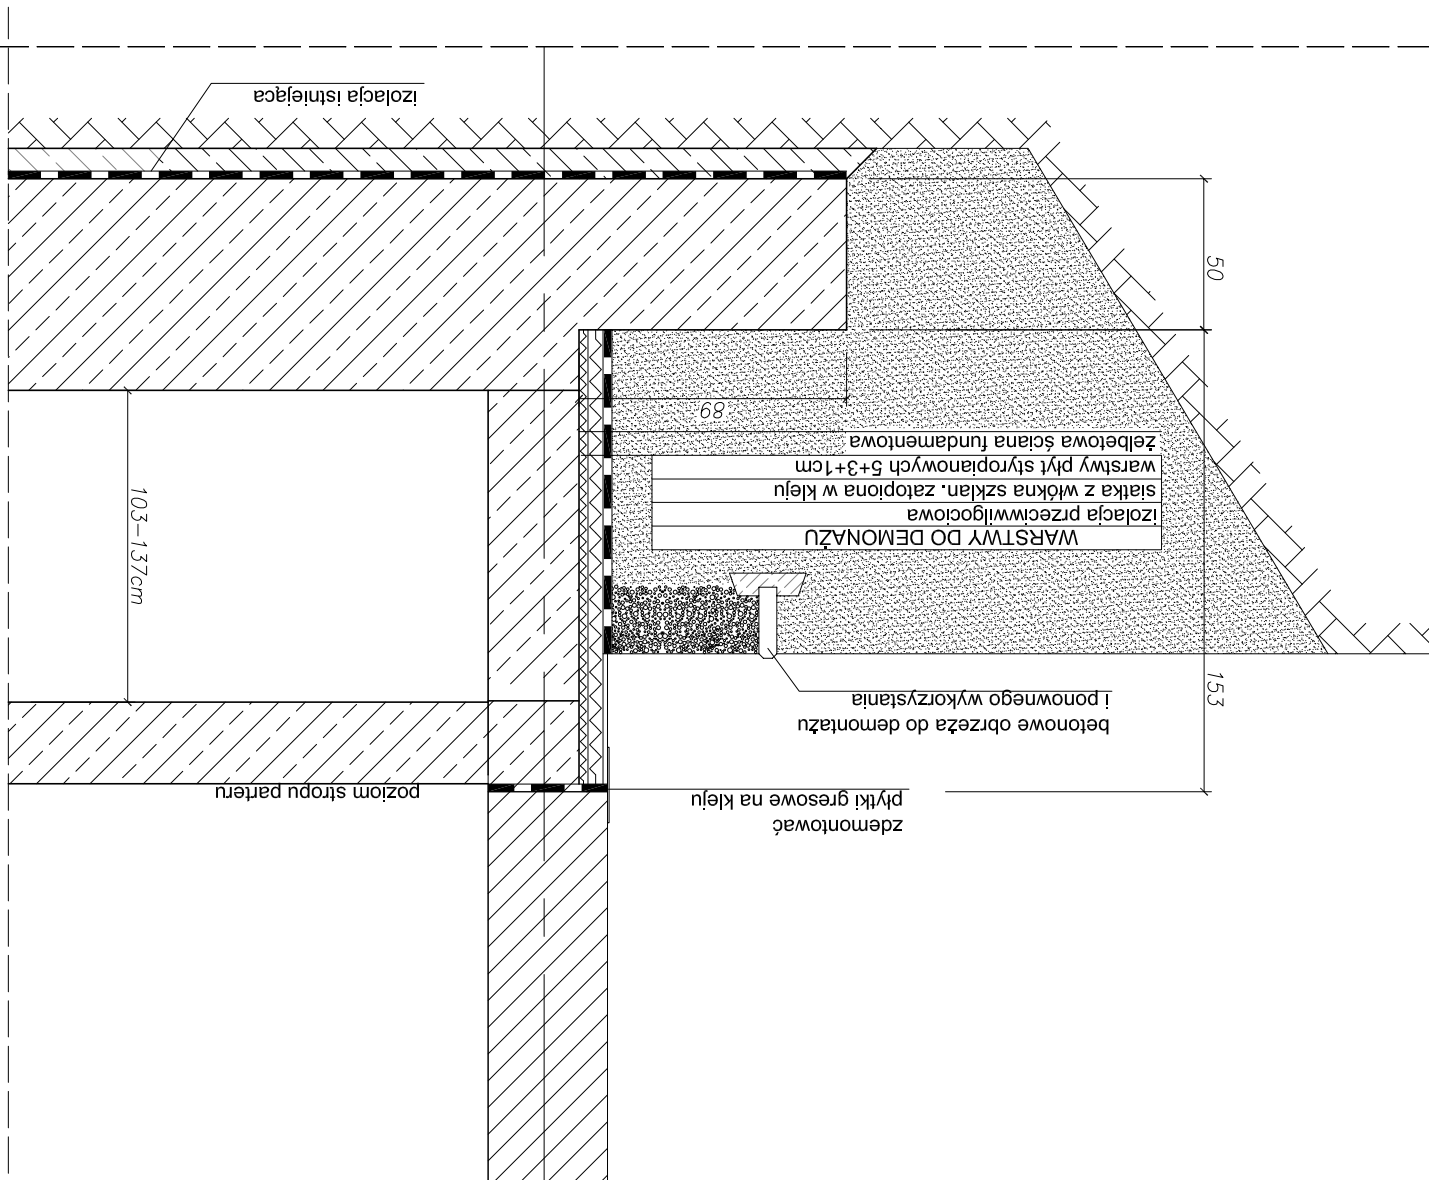 zdemontować
płytki gresowe na kleju
poziom stropu parteru
betonowe obrzeża do demontażu
i ponownego wykorzystania
153
103-137cm
WARSTWY DO DEMONAŻU
izolacja przeciwwilgociowa
siatka z włókna szklan. zatopiona w kleju
warstwy płyt styropianowych 5+3+1cm
żelbetowa ściana fundamentowa
89
50
izolacja istniejąca